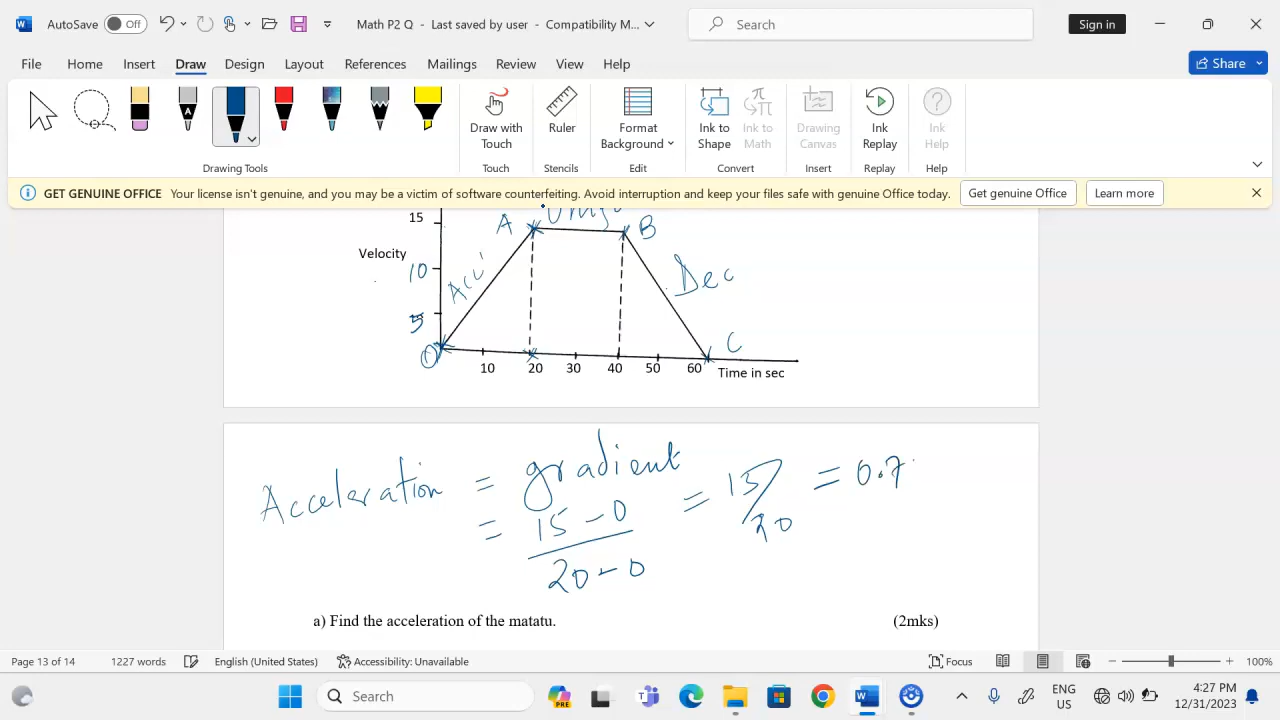 AutoSave Off Math P2 Q - Last saved by user - Compatibility M... Search Sign in
File Home Insert Draw Design Layout References Mailings Review View Help Share
Draw with Touch Ruler Format Background Ink to Shape Ink to Math Drawing Canvas Ink Replay Ink Help
Drawing Tools Touch Stencils Edit Convert Insert Replay Help
GET GENUINE OFFICE Your license isn't genuine, and you may be a victim of software counterfeiting. Avoid interruption and keep your files safe with genuine Office today. Get genuine Office Learn more
15 A B
Velocity
10 Acc' Dec
5
O C
10 20 30 40 50 60 Time in sec
Acceleration = gradient
= 15 - 0 / 20 - 0 = 15/20 = 0.7
a) Find the acceleration of the matatu. (2mks)
Page 13 of 14 1227 words English (United States) Accessibility: Unavailable Focus 100%
Search PRE ENG US 4:27 PM 12/31/2023